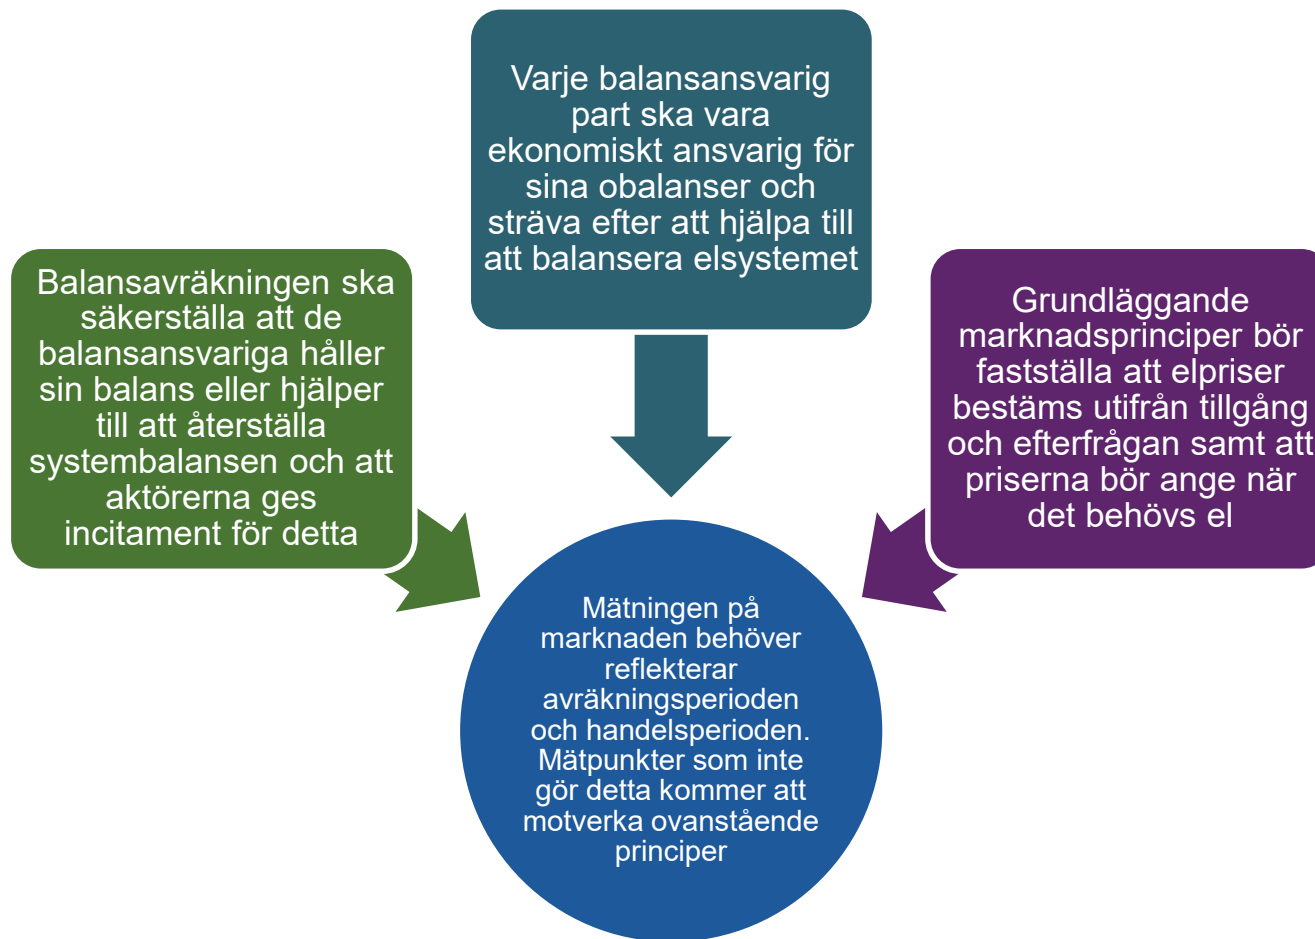 Varje balansansvarig
part ska vara
ekonomiskt ansvarig för
sina obalanser och
sträva efter att hjälpa till
att balansera elsystemet
Balansavräkningen ska
säkerställa att de
balansansvariga håller
sin balans eller hjälper
till att återställa
systembalansen och att
aktörerna ges
incitament för detta
Grundläggande
marknadsprinciper bör
fastställa att elpriser
bestäms utifrån tillgång
och efterfrågan samt att
priserna bör ange när
det behövs el
Mätningen på
marknaden behöver
reflekterar
avräkningsperioden
och handelsperioden.
Mätpunkter som inte
gör detta kommer att
motverka ovanstående
principer